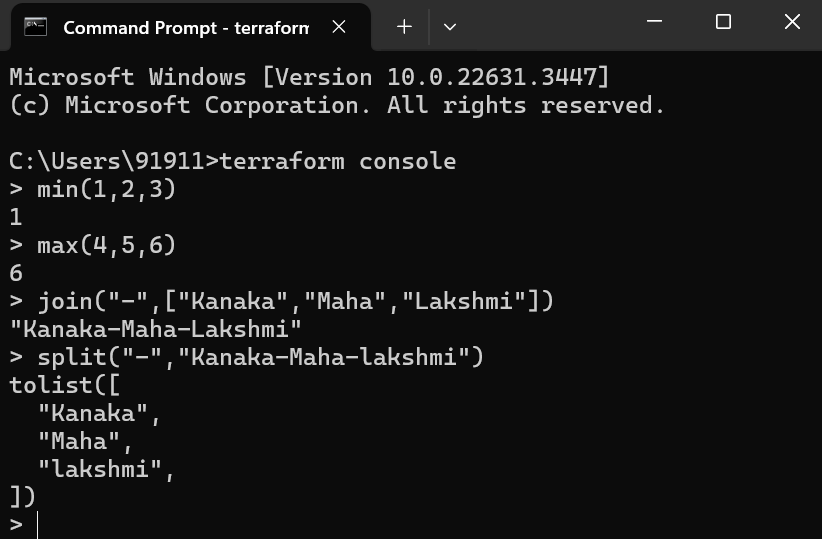 Command Prompt - terraform
Microsoft Windows [Version 10.0.22631.3447]
(c) Microsoft Corporation. All rights reserved.
C:\Users\91911>terraform console
> min(1,2,3)
1
> max(4,5,6)
6
> join("-",["Kanaka","Maha","Lakshmi"])
"Kanaka-Maha-Lakshmi"
> split("-","Kanaka-Maha-lakshmi")
tolist([
  "Kanaka",
  "Maha",
  "lakshmi",
])
>